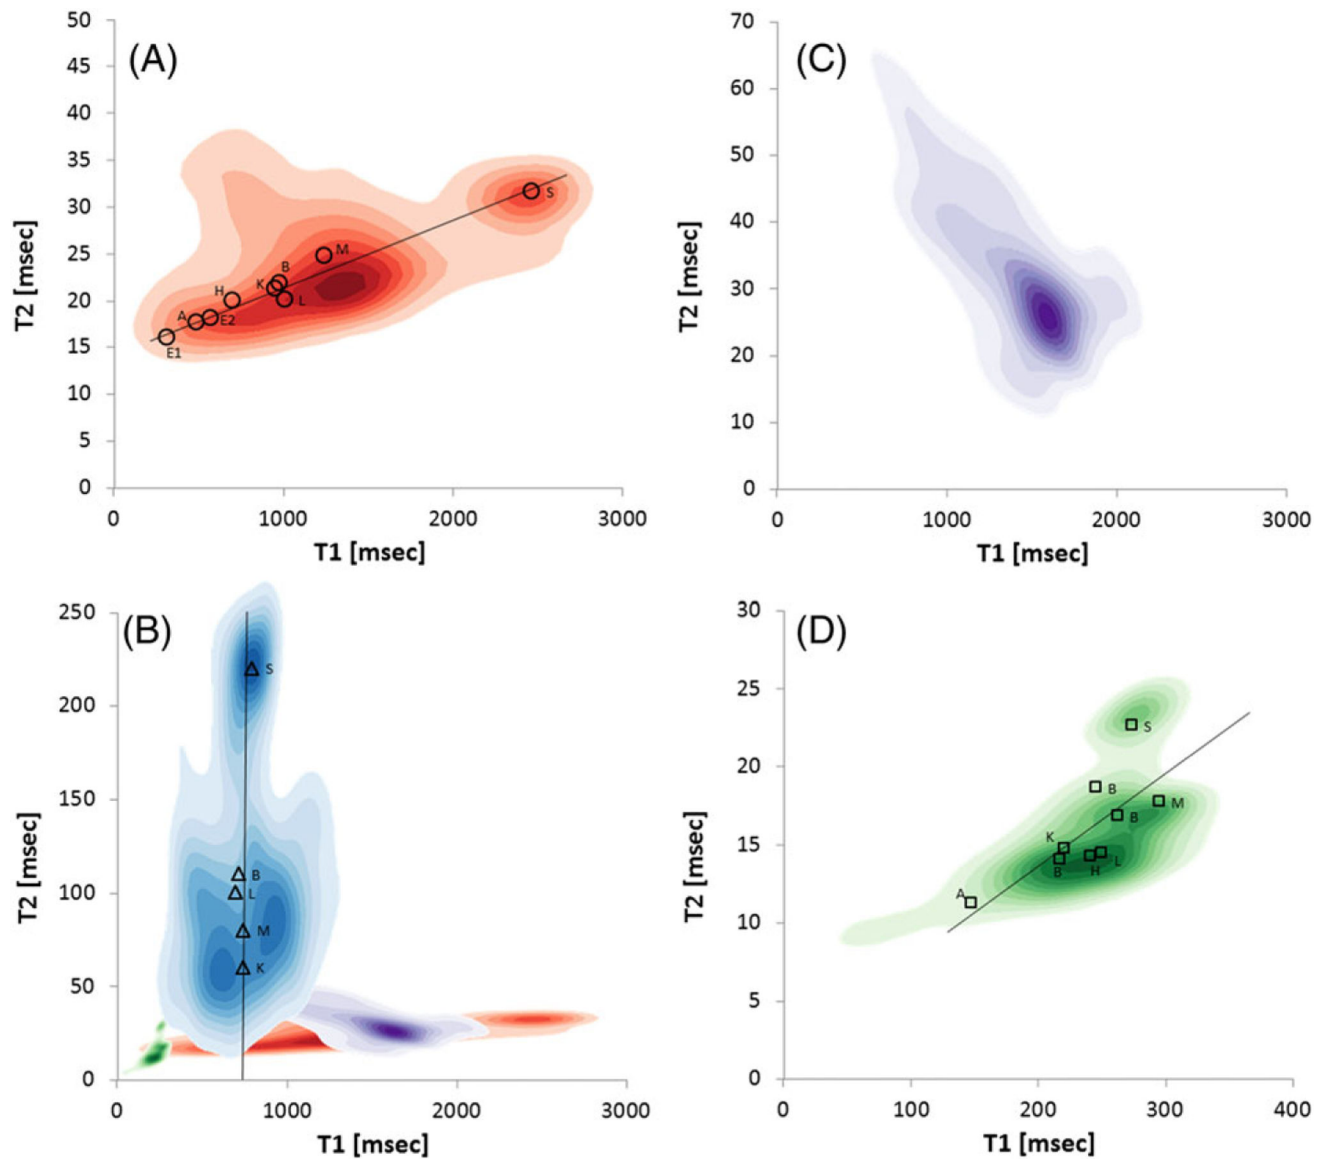 (A)
T2 [msec]
50
45
40
35
30
25
20
15
10
5
0
S
M
B
K
L
H
A
E2
E1
0 1000 2000 3000
T1 [msec]
(C)
T2 [msec]
70
60
50
40
30
20
10
0
0 1000 2000 3000
T1 [msec]
(B)
T2 [msec]
250
200
150
100
50
0
S
B
L
M
K
0 1000 2000 3000
T1 [msec]
(D)
T2 [msec]
30
25
20
15
10
5
0
S
B
M
B
K
L
B
H
A
0 100 200 300 400
T1 [msec]